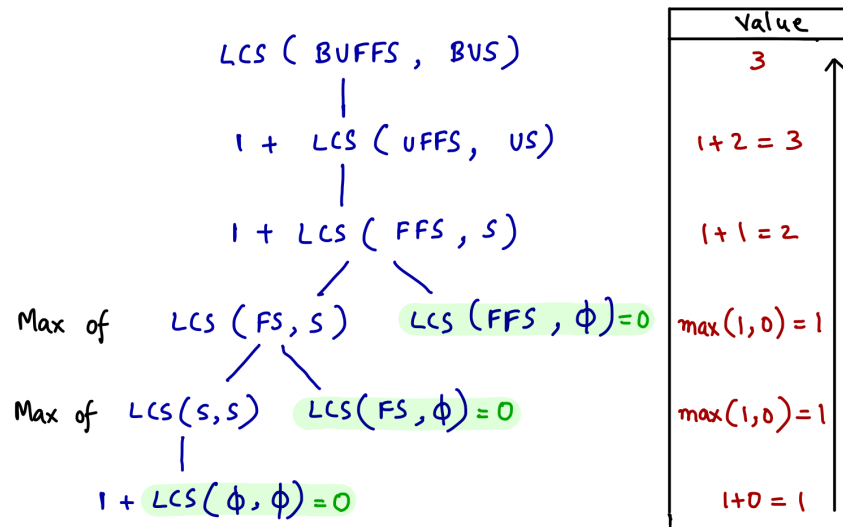 Value
LCS ( BUFFS , BUS) 3
1 + LCS ( UFFS, US) 1+2 = 3
1 + LCS ( FFS , S) 1+1 = 2
Max of LCS (FS, S) LCS (FFS , ϕ) = 0 max(1,0) = 1
Max of LCS(S,S) LCS(FS,ϕ) = 0 max(1,0) = 1
1 + LCS(ϕ, ϕ) = 0 1+0 = 1